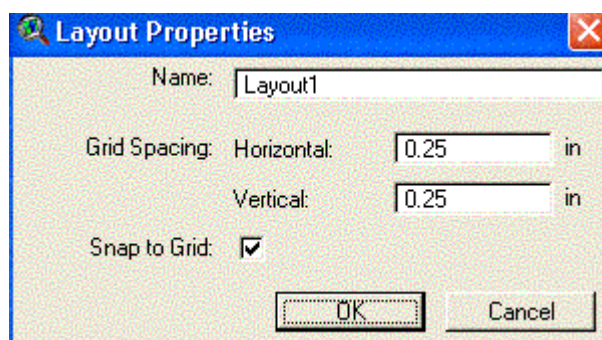 Layout Properties
Name: Layout1
Grid Spacing: Horizontal: 0.25 in
Vertical: 0.25 in
Snap to Grid:
OK Cancel